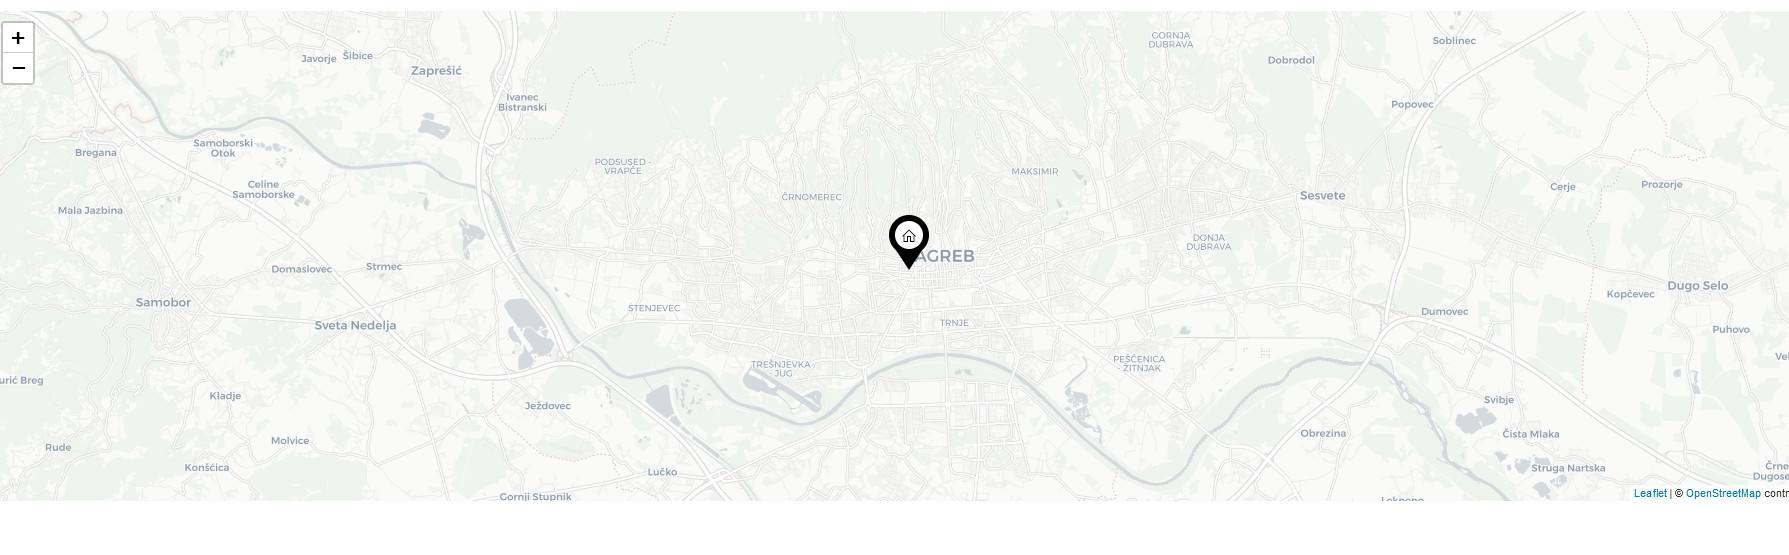 +
−
GORNJA
DUBRAVA
Soblinec
Javorje
Šibice
Zaprešić
Dobrodol
Ivanec
Bistranski
Popovec
Bregana
Samoborski
Otok
PODSUSED -
VRAPČE
MAKSIMIR
Celine
Samoborske
ČRNOMEREC
Sesvete
Cerje
Prozorje
Mala Jazbina
DONJA
DUBRAVA
AGREB
Domaslovec
Strmec
Samobor
STENJEVEC
Kopčevec
Dugo Selo
Dumovec
Sveta Nedelja
TRNJE
Puhovo
TREŠNJEVKA
- JUG
PEŠČENICA
- ŽITNJAK
Vel
urić Breg
Kladje
Ježdovec
Svibje
Molvice
Obrezina
Čista Mlaka
Rude
Konšćica
Lučko
Struga Nartska
Črne
Dugose
Gornji Stupnik
Leaflet | © OpenStreetMap contr